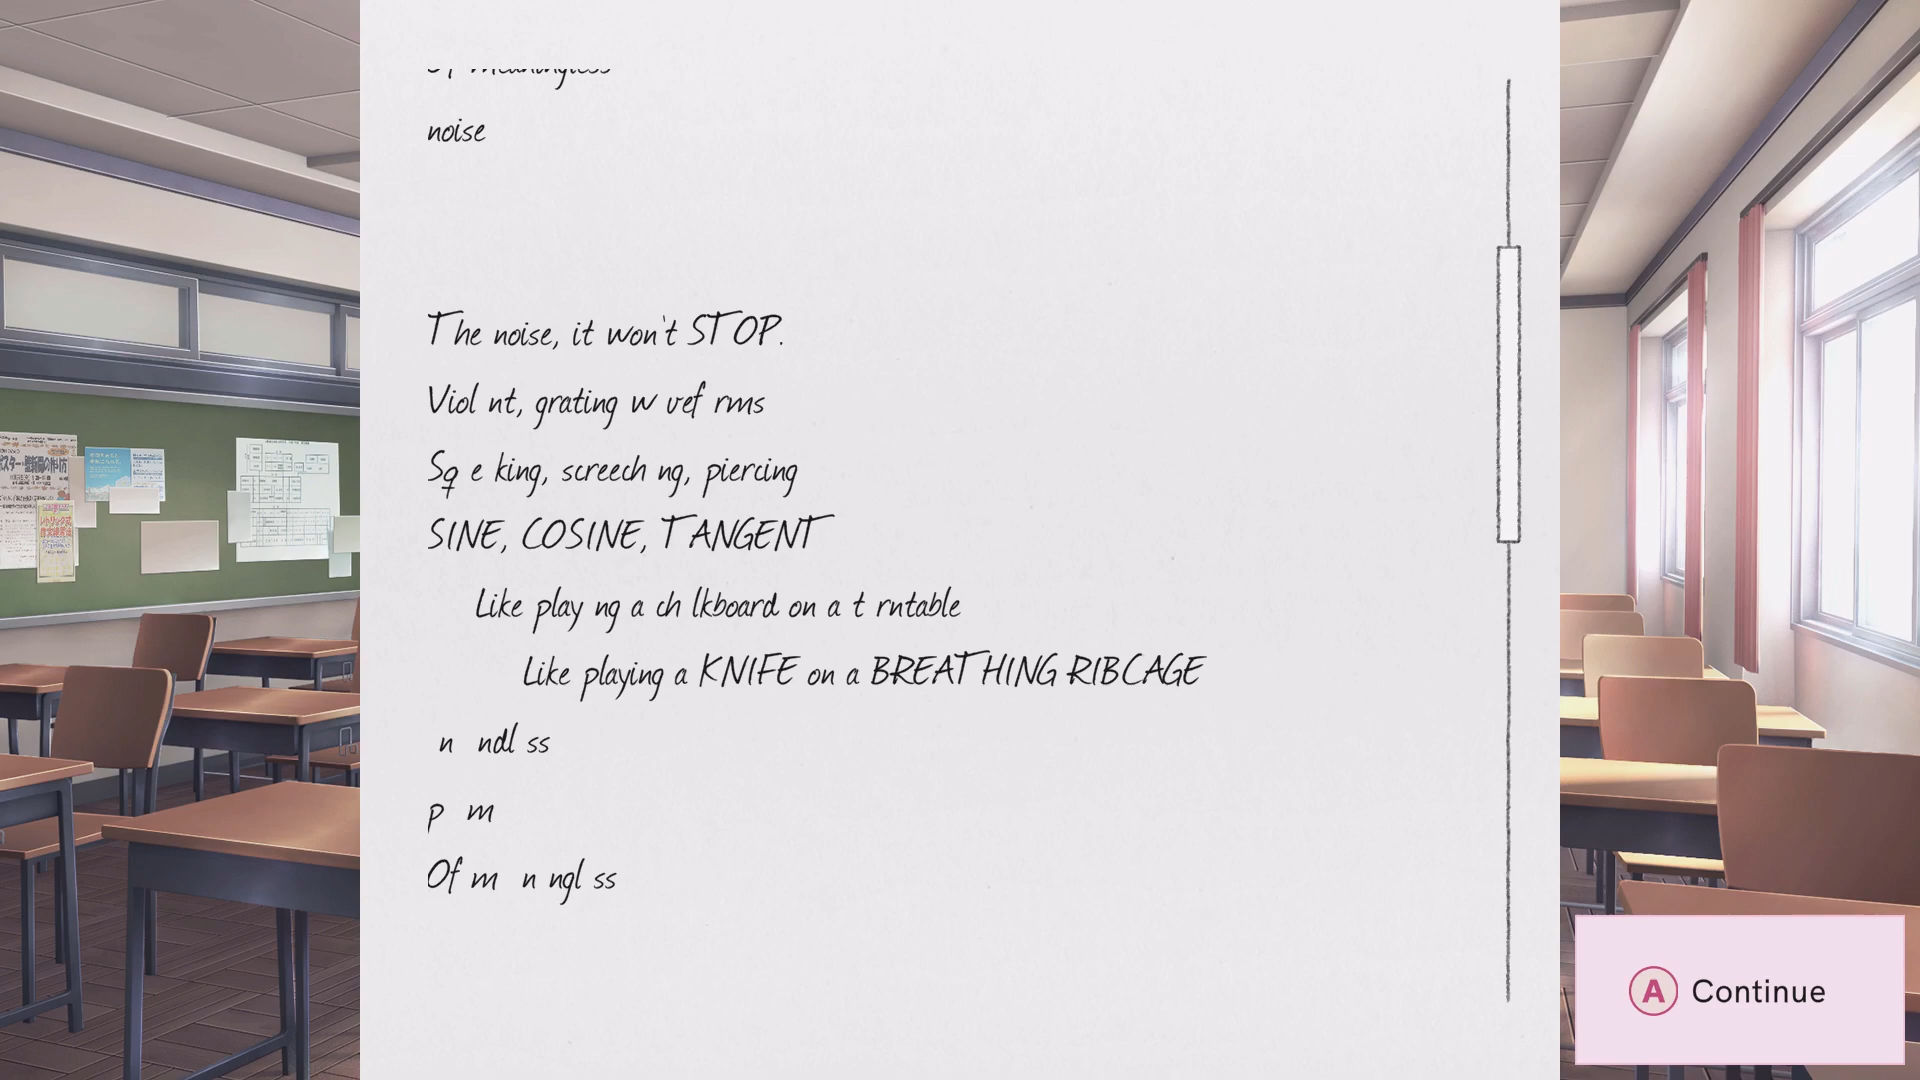 meaningless
noise
The noise, it won't STOP.
Viol nt, grating w vef rms
Sq e king, screech ng, piercing
SINE, COSINE, TANGENT
Like play ng a ch lkboard on a t rntable
Like playing a KNIFE on a BREATHING RIBCAGE
n ndl ss
p m
Of m n ngl ss
A Continue